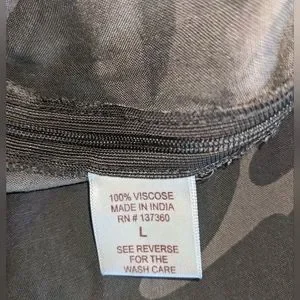 100% VISCOSE
MADE IN INDIA
RN # 137360
L
SEE REVERSE
FOR THE
WASH CARE